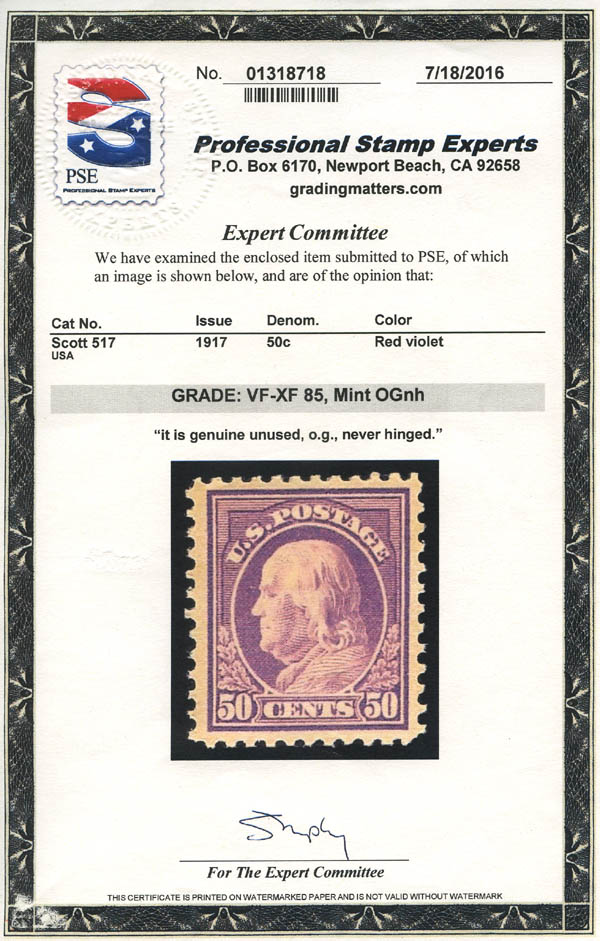 No. 01318718 7/18/2016
PSE
PROFESSIONAL STAMP EXPERTS
Professional Stamp Experts
P.O. Box 6170, Newport Beach, CA 92658
gradingmatters.com
Expert Committee
We have examined the enclosed item submitted to PSE, of which
an image is shown below, and are of the opinion that:
Cat No. Issue Denom. Color
Scott 517 1917 50c Red violet
USA
GRADE: VF-XF 85, Mint OGnh
“it is genuine unused, o.g., never hinged.”
U.S. POSTAGE
50 CENTS 50
For The Expert Committee
THIS CERTIFICATE IS PRINTED ON WATERMARKED PAPER AND IS NOT VALID WITHOUT WATERMARK